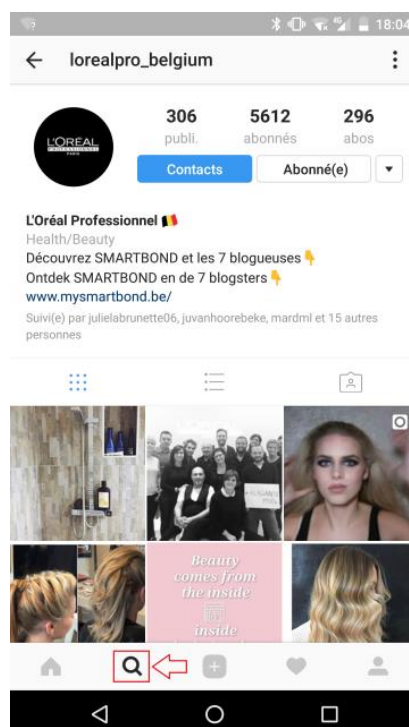 18:04
lorealpro_belgium
306 5612 296
publi. abonnés abos
L'ORÉAL
PROFESSIONNEL
PARIS
Contacts Abonné(e)
L'Oréal Professionnel 🇧🇪
Health/Beauty
Découvrez SMARTBOND et les 7 blogueuses👇
Ontdek SMARTBOND en de 7 blogsters👇
www.mysmartbond.be/
Suivi(e) par julielabrunette06, juvanhoorebeke, mardml et 15 autres
personnes
Beauty
comes from
the inside
inside